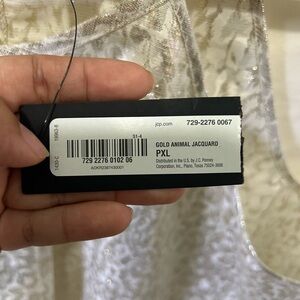 jcp.com 729-2276 0067
51-4
729 2276 0102 06
GOLD ANIMAL JACQUARD
PXL
Distributed in the U.S. by J.C. Penney
Corporation, Inc., Plano, Texas 75024-3698